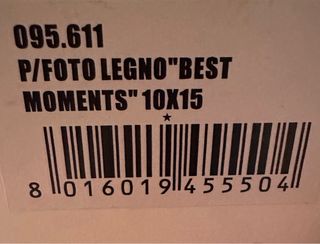 095.611
P/FOTO LEGNO"BEST
MOMENTS" 10X15
8 016019 455504